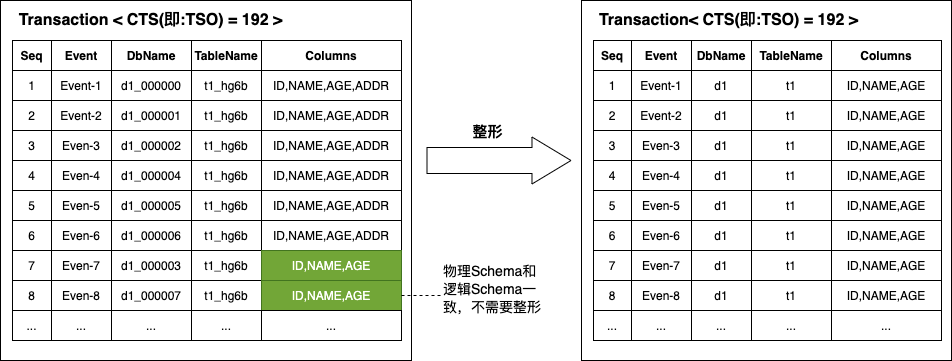 Transaction < CTS(即:TSO) = 192 >
Seq Event DbName TableName Columns
1 Event-1 d1_000000 t1_hg6b ID,NAME,AGE,ADDR
2 Event-2 d1_000001 t1_hg6b ID,NAME,AGE,ADDR
3 Even-3 d1_000002 t1_hg6b ID,NAME,AGE,ADDR
4 Even-4 d1_000004 t1_hg6b ID,NAME,AGE,ADDR
5 Even-5 d1_000005 t1_hg6b ID,NAME,AGE,ADDR
6 Even-6 d1_000006 t1_hg6b ID,NAME,AGE,ADDR
7 Even-7 d1_000003 t1_hg6b ID,NAME,AGE
8 Even-8 d1_000007 t1_hg6b ID,NAME,AGE
... ... ... ... ...
整形
物理Schema和
逻辑Schema一
致，不需要整形
Transaction< CTS(即:TSO) = 192 >
Seq Event DbName TableName Columns
1 Event-1 d1 t1 ID,NAME,AGE
2 Event-2 d1 t1 ID,NAME,AGE
3 Even-3 d1 t1 ID,NAME,AGE
4 Even-4 d1 t1 ID,NAME,AGE
5 Even-5 d1 t1 ID,NAME,AGE
6 Even-6 d1 t1 ID,NAME,AGE
7 Even-7 d1 t1 ID,NAME,AGE
8 Even-8 d1 t1 ID,NAME,AGE
... ... ... ... ...